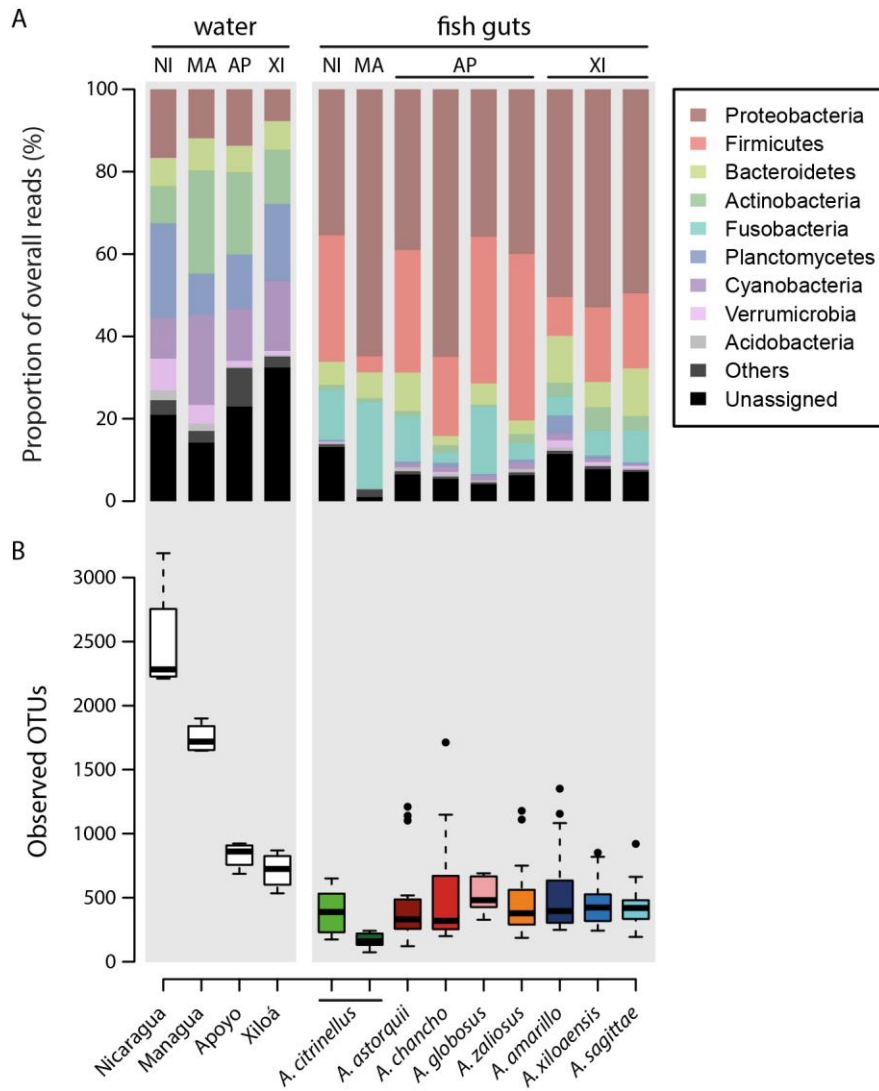 A
water
fish guts
NI MA AP XI
NI MA AP XI
Proportion of overall reads (%)
100
80
60
40
20
0
Proteobacteria
Firmicutes
Bacteroidetes
Actinobacteria
Fusobacteria
Planctomycetes
Cyanobacteria
Verrumicrobia
Acidobacteria
Others
Unassigned
B
Observed OTUs
3000
2500
2000
1500
1000
500
0
Nicaragua
Managua
Apoyo
Xiloá
A. citrinellus
A. astorquii
A. chancho
A. globosus
A. zaliosus
A. amarillo
A. xiloaensis
A. sagittae